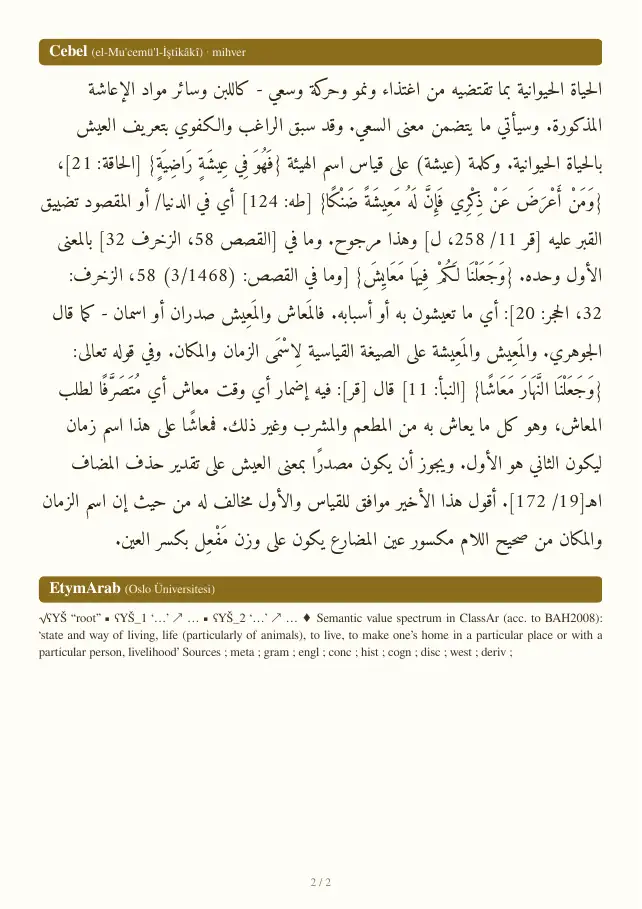 Cebel (el-Mu'cemü'l-İştikâkî) · mihver
الحياة الحيوانية بما تقتضيه من اغتذاء ونمو وحركة وسعي - كاللبن وسائر مواد الإعاشة
المذكورة. وسيأتي ما يتضمن معنى السعي. وقد سبق الراغب والكفوي بتعريف العيش
بالحياة الحيوانية. وكلمة (عيشة) على قياس اسم الهيئة {فَهُوَ فِي عِيشَةٍ رَاضِيَةٍ} [الحاقة: 21]،
{وَمَنْ أَعْرَضَ عَنْ ذِكْرِي فَإِنَّ لَهُ مَعِيشَةً ضَنْكًا} [طه: 124] أي في الدنيا/ أو المقصود تضييق
القبر عليه [قر 11/ 258، ل] وهذا مرجوح. وما في [القصص 58، الزخرف 32] بالمعنى
الأول وحده. {وَجَعَلْنَا لَكُمْ فِيهَا مَعَايِشَ} [وما في القصص: (3/1468) 58، الزخرف:
32، الحجر: 20]: أي ما تعيشون به أو أسبابه. فالمَعاش والمَعِيش صدران أو اسمان - كما قال
الجوهري. والمَعِيش والمَعِيشة على الصيغة القياسية لِاسْمَى الزمان والمكان. وفي قوله تعالى:
{وَجَعَلْنَا النَّهَارَ مَعَاشًا} [النبأ: 11] قال [قر]: فيه إضمار أي وقت معاش أي مُتَصَرَّفًا لطلب
المعاش، وهو كل ما يعاش به من المطعم والمشرب وغير ذلك. فمعاشًا على هذا اسم زمان
ليكون الثاني هو الأول. ويجوز أن يكون مصدرًا بمعنى العيش على تقدير حذف المضاف
اهـ[19/ 172]. أقول هذا الأخير موافق للقياس والأول مخالف له من حيث إن اسم الزمان
والمكان من صحيح اللام مكسور عين المضارع يكون على وزن مَفْعِل بكسر العين.
EtymArab (Oslo Üniversitesi)
√ʕYŠ “root” ▪ ʕYŠ_1 ‘…’ ↗ … ▪ ʕYŠ_2 ‘…’ ↗ … ♦ Semantic value spectrum in ClassAr (acc. to BAH2008):
‘state and way of living, life (particularly of animals), to live, to make one’s home in a particular place or with a
particular person, livelihood’ Sources ; meta ; gram ; engl ; conc ; hist ; cogn ; disc ; west ; deriv ;
2 / 2